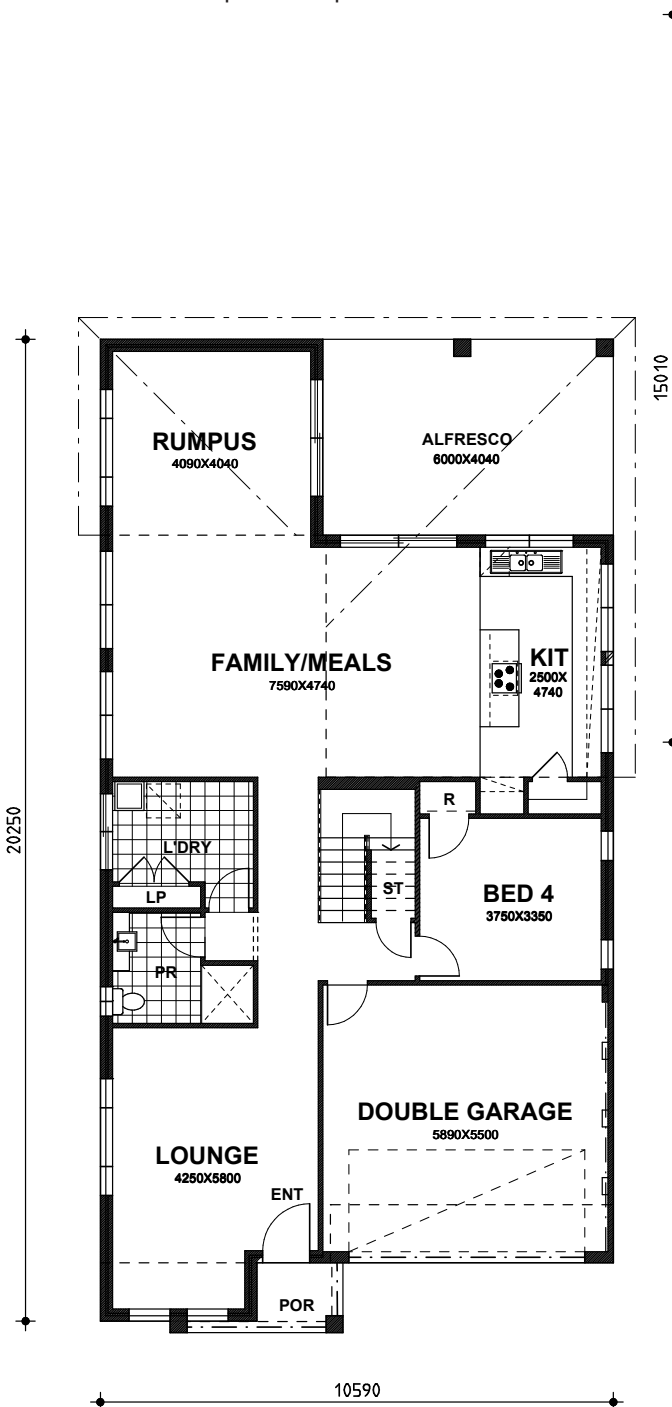 15010
RUMPUS
4090X4040
ALFRESCO
6000X4040
FAMILY/MEALS
7590X4740
KIT
2500X
4740
20250
R
L'DRY
LP
ST
BED 4
3750X3350
PR
DOUBLE GARAGE
5890X5500
LOUNGE
4250X5800
ENT
POR
10590